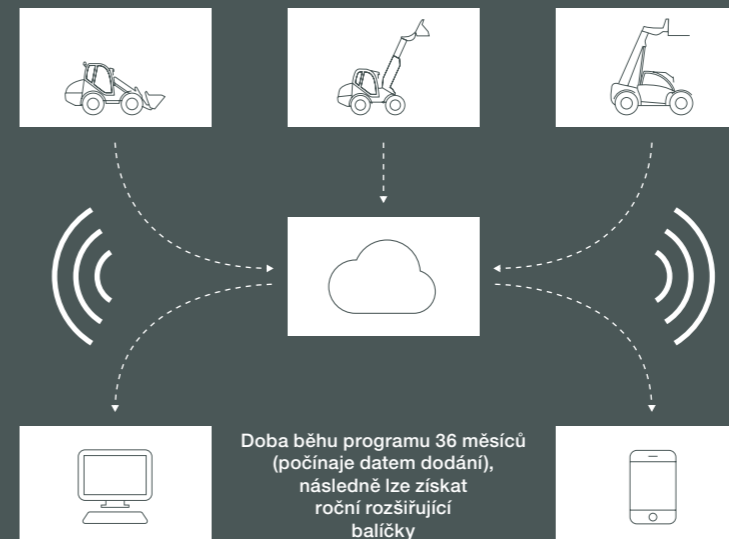 Doba běhu programu 36 měsíců
(počínaje datem dodání),
následně lze získat
roční rozšiřující
balíčky